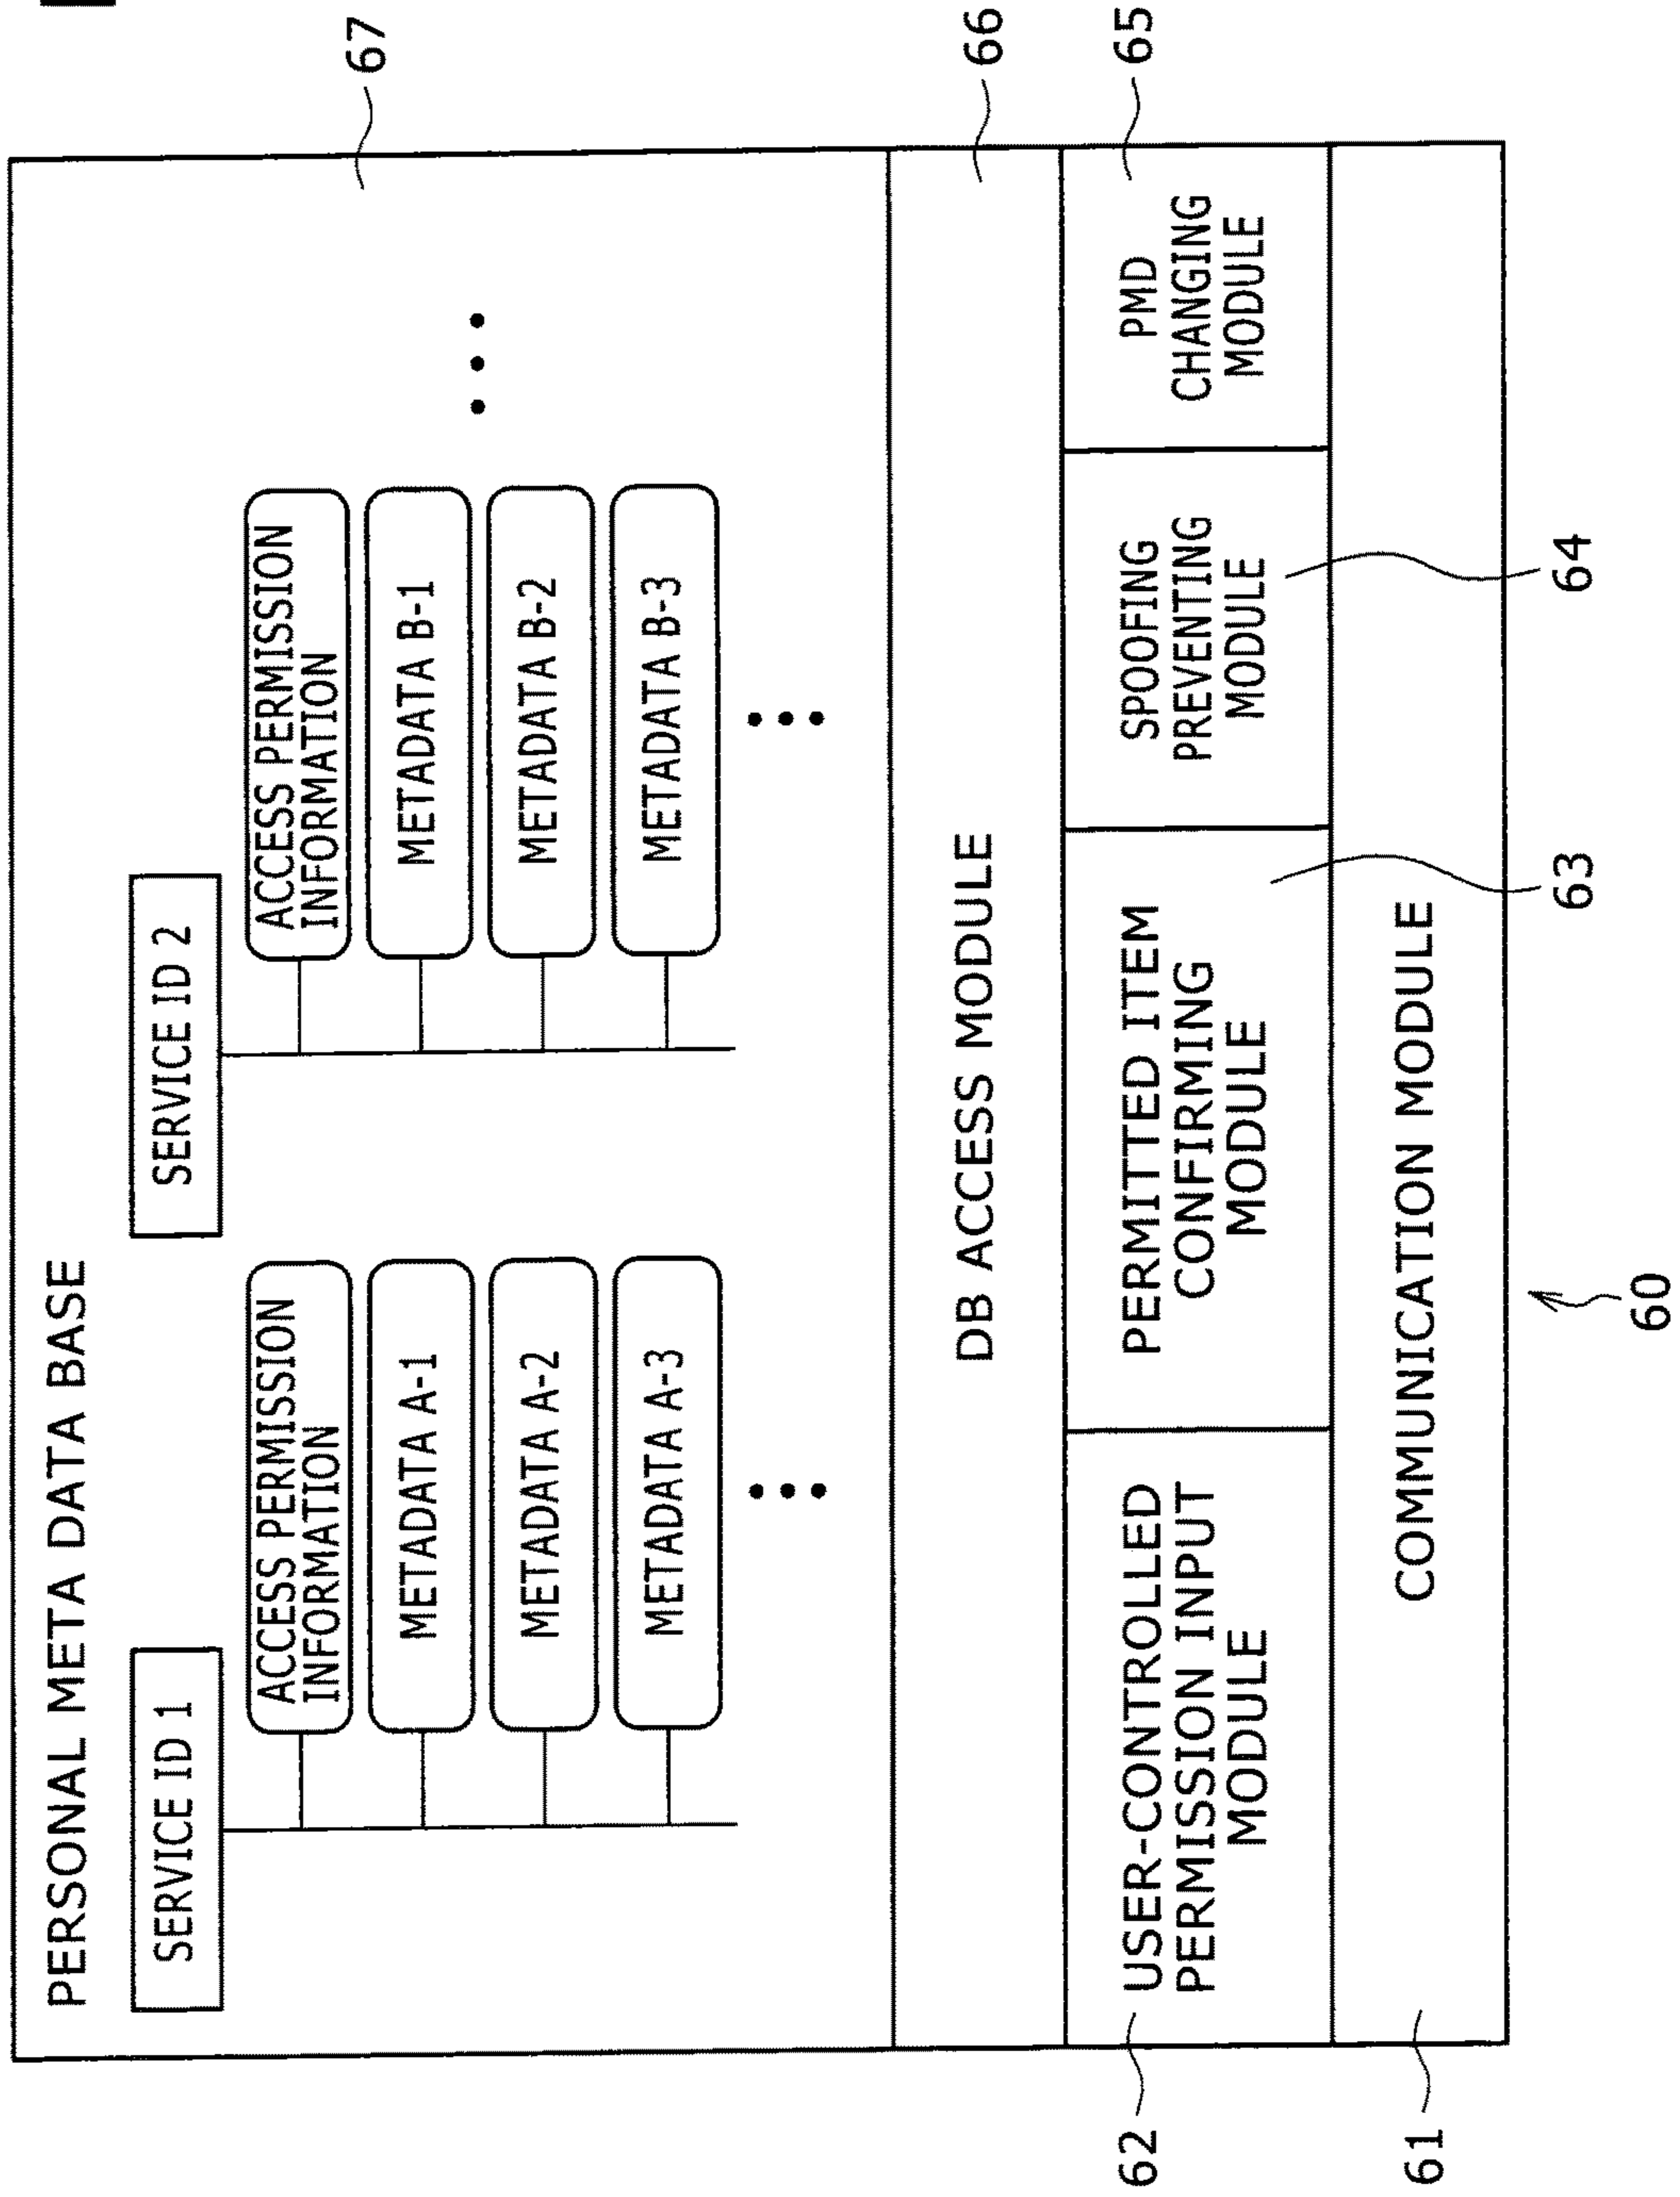 PERSONAL META DATA BASE
67
SERVICE ID 1
ACCESS PERMISSION
INFORMATION
METADATA A-1
METADATA A-2
METADATA A-3
SERVICE ID 2
ACCESS PERMISSION
INFORMATION
METADATA B-1
METADATA B-2
METADATA B-3
DB ACCESS MODULE
66
62
USER-CONTROLLED
PERMISSION INPUT
MODULE
PERMITTED ITEM
CONFIRMING
MODULE
SPOOFING
PREVENTING
MODULE
PMD
CHANGING
MODULE
65
61
COMMUNICATION MODULE
63
64
60